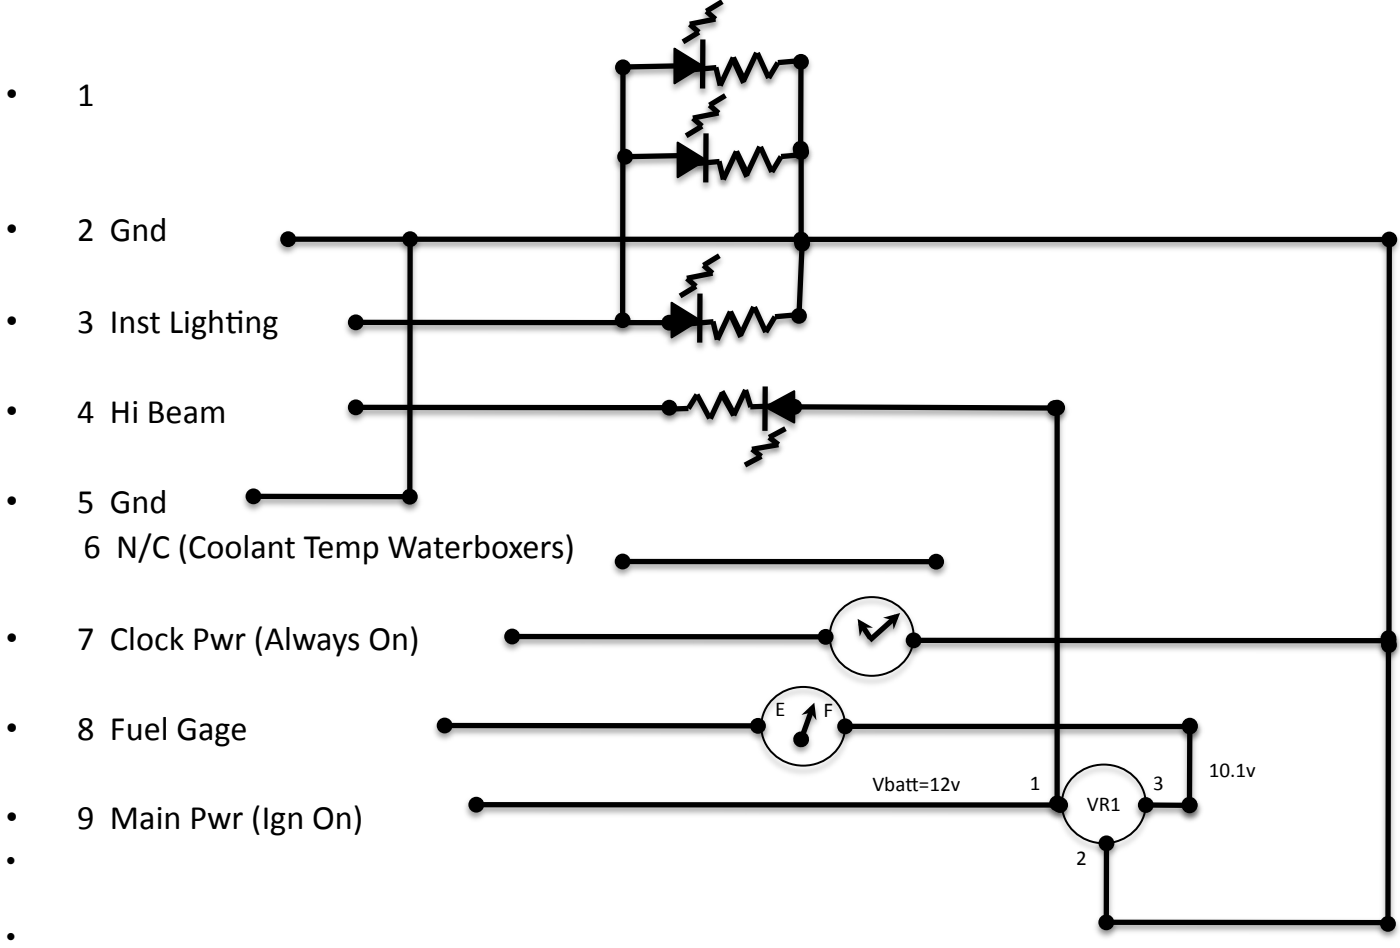 • 1
• 2 Gnd
• 3 Inst Lighting
• 4 Hi Beam
• 5 Gnd
6 N/C (Coolant Temp Waterboxers)
• 7 Clock Pwr (Always On)
E F
• 8 Fuel Gage
10.1v
Vbatt=12v 1 3
VR1
• 9 Main Pwr (Ign On)
• 2
•